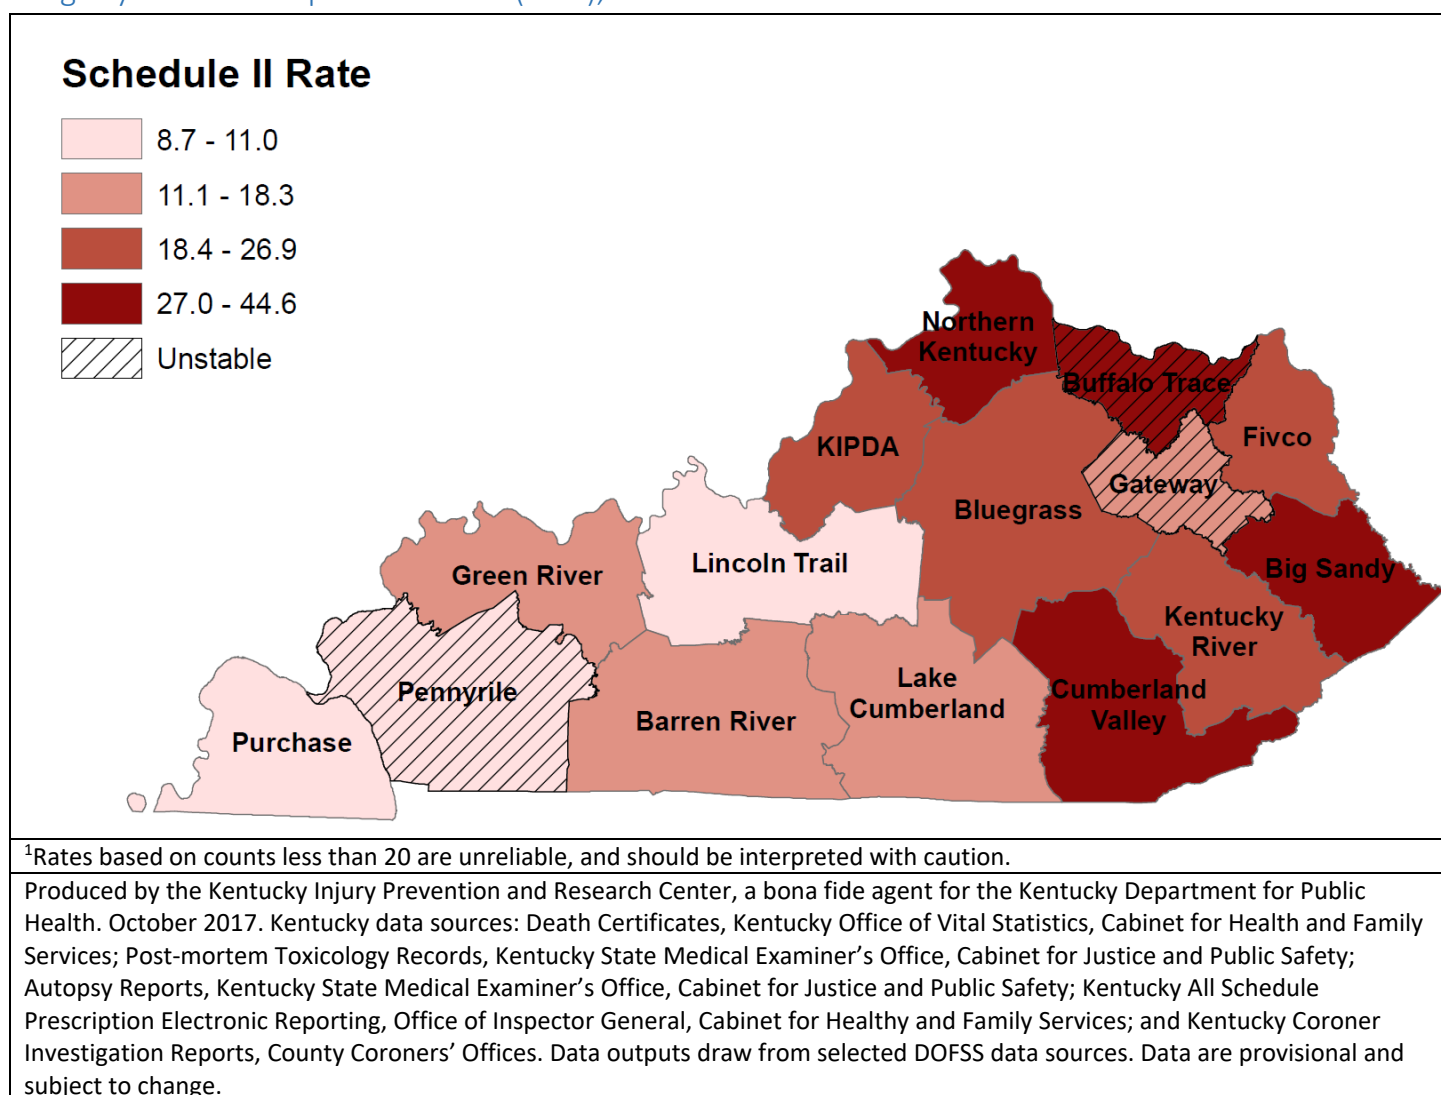 Schedule II Rate
8.7 - 11.0
11.1 - 18.3
18.4 - 26.9
27.0 - 44.6
Unstable
Northern
Kentucky
Buffalo Trace
KIPDA
Fivco
Gateway
Bluegrass
Lincoln Trail
Green River
Big Sandy
Kentucky
River
Lake
Cumberland
Cumberland
Valley
Pennyrile
Barren River
Purchase
¹Rates based on counts less than 20 are unreliable, and should be interpreted with caution.
Produced by the Kentucky Injury Prevention and Research Center, a bona fide agent for the Kentucky Department for Public
Health. October 2017. Kentucky data sources: Death Certificates, Kentucky Office of Vital Statistics, Cabinet for Health and Family
Services; Post-mortem Toxicology Records, Kentucky State Medical Examiner’s Office, Cabinet for Justice and Public Safety;
Autopsy Reports, Kentucky State Medical Examiner’s Office, Cabinet for Justice and Public Safety; Kentucky All Schedule
Prescription Electronic Reporting, Office of Inspector General, Cabinet for Healthy and Family Services; and Kentucky Coroner
Investigation Reports, County Coroners’ Offices. Data outputs draw from selected DOFSS data sources. Data are provisional and
subject to change.